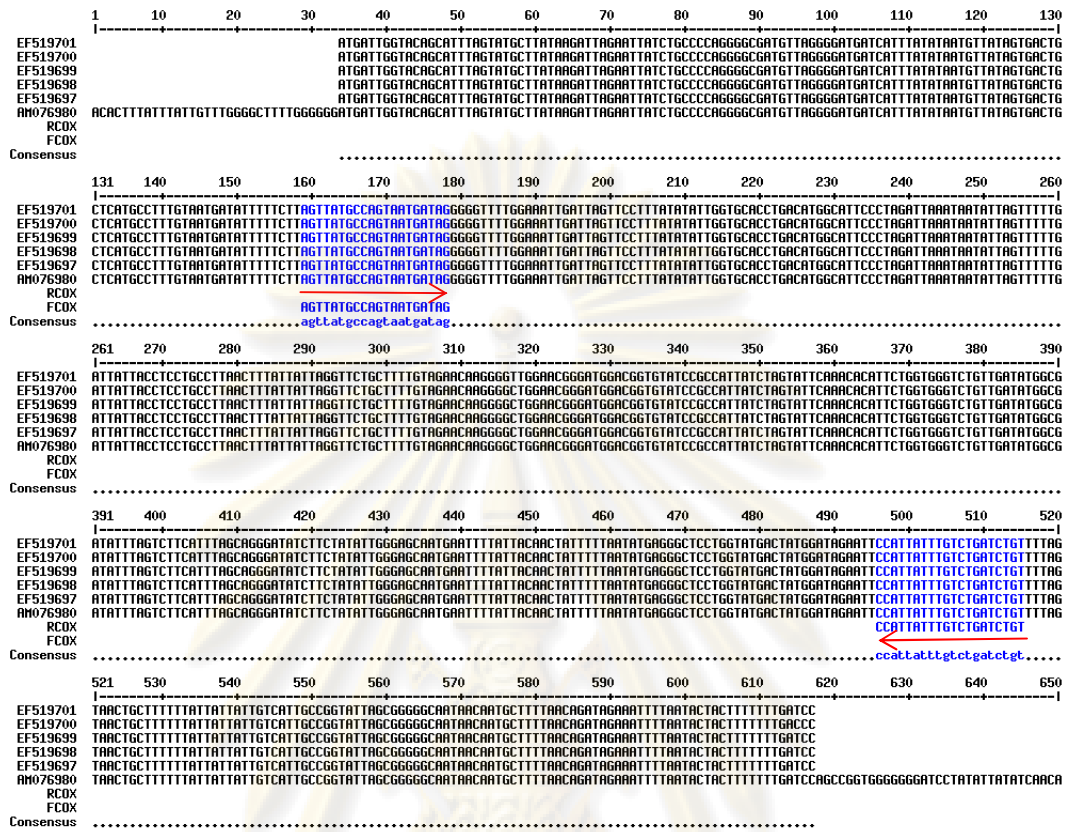 1 10 20 30 40 50 60 70 80 90 100 110 120 130
|---------+---------+---------+---------+---------+---------+---------+---------+---------+---------+---------+---------+---------|
EF519701 ATGATTGGTACAGCATTTAGTATGCTTATAAGATTAGAATTATCTGCCCCAGGGGCGATGTTAGGGGATGATCATTTATATAATGTTATAGTGACTG
EF519700 ATGATTGGTACAGCATTTAGTATGCTTATAAGATTAGAATTATCTGCCCCAGGGGCGATGTTAGGGGATGATCATTTATATAATGTTATAGTGACTG
EF519699 ATGATTGGTACAGCATTTAGTATGCTTATAAGATTAGAATTATCTGCCCCAGGGGCGATGTTAGGGGATGATCATTTATATAATGTTATAGTGACTG
EF519698 ATGATTGGTACAGCATTTAGTATGCTTATAAGATTAGAATTATCTGCCCCAGGGGCGATGTTAGGGGATGATCATTTATATAATGTTATAGTGACTG
EF519697 ATGATTGGTACAGCATTTAGTATGCTTATAAGATTAGAATTATCTGCCCCAGGGGCGATGTTAGGGGATGATCATTTATATAATGTTATAGTGACTG
AM076980 ACACTTTATTTATTGTTTGGGGCTTTTGGGGGGATGATTGGTACAGCATTTAGTATGCTTATAAGATTAGAATTATCTGCCCCAGGGGCGATGTTAGGGGATGATCATTTATATAATGTTATAGTGACTG
RCOX
FCOX
Consensus .................................................................................................
131 140 150 160 170 180 190 200 210 220 230 240 250 260
|---------+---------+---------+---------+---------+---------+---------+---------+---------+---------+---------+---------+---------|
EF519701 CTCATGCCTTTGTAATGATATTTTTCTTAGTTATGCCAGTAATGATAGGGGGTTTTGGAAATTGATTAGTTCCTTTATATATTGGTGCACCTGACATGGCATTCCCTAGATTAAATAATATTAGTTTTTG
EF519700 CTCATGCCTTTGTAATGATATTTTTCTTAGTTATGCCAGTAATGATAGGGGGTTTTGGAAATTGATTAGTTCCTTTATATATTGGTGCACCTGACATGGCATTCCCTAGATTAAATAATATTAGTTTTTG
EF519699 CTCATGCCTTTGTAATGATATTTTTCTTAGTTATGCCAGTAATGATAGGGGGTTTTGGAAATTGATTAGTTCCTTTATATATTGGTGCACCTGACATGGCATTCCCTAGATTAAATAATATTAGTTTTTG
EF519698 CTCATGCCTTTGTAATGATATTTTTCTTAGTTATGCCAGTAATGATAGGGGGTTTTGGAAATTGATTAGTTCCTTTATATATTGGTGCACCTGACATGGCATTCCCTAGATTAAATAATATTAGTTTTTG
EF519697 CTCATGCCTTTGTAATGATATTTTTCTTAGTTATGCCAGTAATGATAGGGGGTTTTGGAAATTGATTAGTTCCTTTATATATTGGTGCACCTGACATGGCATTCCCTAGATTAAATAATATTAGTTTTTG
AM076980 CTCATGCCTTTGTAATGATATTTTTCTTAGTTATGCCAGTAATGATAGGGGGTTTTGGAAATTGATTAGTTCCTTTATATATTGGTGCACCTGACATGGCATTCCCTAGATTAAATAATATTAGTTTTTG
RCOX
FCOX AGTTATGCCAGTAATGATAG
Consensus ............................agttatgccagtaatgatag..................................................................................
261 270 280 290 300 310 320 330 340 350 360 370 380 390
|---------+---------+---------+---------+---------+---------+---------+---------+---------+---------+---------+---------+---------|
EF519701 ATTATTACCTCCTGCCTTAACTTTATTATTAGGTTCTGCTTTTGTAGAACAAGGGGTTGGAACGGGATGGACGGTGTATCCGCCATTATCTAGTATTCAAACACATTCTGGTGGGTCTGTTGATATGGCG
EF519700 ATTATTACCTCCTGCCTTAACTTTATTATTAGGTTCTGCTTTTGTAGAACAAGGGGCTGGAACGGGATGGACGGTGTATCCGCCATTATCTAGTATTCAAACACATTCTGGTGGGTCTGTTGATATGGCG
EF519699 ATTATTACCTCCTGCCTTAACTTTATTATTAGGTTCTGCTTTTGTAGAACAAGGGGCTGGAACGGGATGGACGGTGTATCCGCCATTATCTAGTATTCAAACACATTCTGGTGGGTCTGTTGATATGGCG
EF519698 ATTATTACCTCCTGCCTTAACTTTATTATTAGGTTCTGCTTTTGTAGAACAAGGGGCTGGAACGGGATGGACGGTGTATCCGCCATTATCTAGTATTCAAACACATTCTGGTGGGTCTGTTGATATGGCG
EF519697 ATTATTACCTCCTGCCTTAACTTTATTATTAGGTTCTGCTTTTGTAGAACAAGGGGCTGGAACGGGATGGACGGTGTATCCGCCATTATCTAGTATTCAAACACATTCTGGTGGGTCTGTTGATATGGCG
AM076980 ATTATTACCTCCTGCCTTAACTTTATTATTAGGTTCTGCTTTTGTAGAACAAGGGGCTGGAACGGGATGGACGGTGTATCCGCCATTATCTAGTATTCAAACACATTCTGGTGGGTCTGTTGATATGGCG
RCOX
FCOX
Consensus ..................................................................................................................................
391 400 410 420 430 440 450 460 470 480 490 500 510 520
|---------+---------+---------+---------+---------+---------+---------+---------+---------+---------+---------+---------+---------|
EF519701 ATATTTAGTCTTCATTTAGCAGGGATATCTTCTATATTGGGAGCAATGAATTTTATTACAACTATTTTTAATATGAGGGCTCCTGGTATGACTATGGATAGAATTCCATTATTTGTCTGATCTGTTTTAG
EF519700 ATATTTAGTCTTCATTTAGCAGGGATATCTTCTATATTGGGAGCAATGAATTTTATTACAACTATTTTTAATATGAGGGCTCCTGGTATGACTATGGATAGAATTCCATTATTTGTCTGATCTGTTTTAG
EF519699 ATATTTAGTCTTCATTTAGCAGGGATATCTTCTATATTGGGAGCAATGAATTTTATTACAACTATTTTTAATATGAGGGCTCCTGGTATGACTATGGATAGAATTCCATTATTTGTCTGATCTGTTTTAG
EF519698 ATATTTAGTCTTCATTTAGCAGGGATATCTTCTATATTGGGAGCAATGAATTTTATTACAACTATTTTTAATATGAGGGCTCCTGGTATGACTATGGATAGAATTCCATTATTTGTCTGATCTGTTTTAG
EF519697 ATATTTAGTCTTCATTTAGCAGGGATATCTTCTATATTGGGAGCAATGAATTTTATTACAACTATTTTTAATATGAGGGCTCCTGGTATGACTATGGATAGAATTCCATTATTTGTCTGATCTGTTTTAG
AM076980 ATATTTAGTCTTCATTTAGCAGGGATATCTTCTATATTGGGAGCAATGAATTTTATTACAACTATTTTTAATATGAGGGCTCCTGGTATGACTATGGATAGAATTCCATTATTTGTCTGATCTGTTTTAG
RCOX CCATTATTTGTCTGATCTGT
FCOX
Consensus .........................................................................................................ccattatttgtctgatctgt.....
521 530 540 550 560 570 580 590 600 610 620 630 640 650
|---------+---------+---------+---------+---------+---------+---------+---------+---------+---------+---------+---------+---------|
EF519701 TAACTGCTTTTTTATTATTATTGTCATTGCCGGTATTAGCGGGGGCAATAACAATGCTTTTAACAGATAGAAATTTTAATACTACTTTTTTTGATCC
EF519700 TAACTGCTTTTTTATTATTATTGTCATTGCCGGTATTAGCGGGGGCAATAACAATGCTTTTAACAGATAGAAATTTTAATACTACTTTTTTTGACCC
EF519699 TAACTGCTTTTTTATTATTATTGTCATTGCCGGTATTAGCGGGGGCAATAACAATGCTTTTAACAGATAGAAATTTTAATACTACTTTTTTTGATCC
EF519698 TAACTGCTTTTTTATTATTATTGTCATTGCCGGTATTAGCGGGGGCAATAACAATGCTTTTAACAGATAGAAATTTTAATACTACTTTTTTTGATCC
EF519697 TAACTGCTTTTTTATTATTATTGTCATTGCCGGTATTAGCGGGGGCAATAACAATGCTTTTAACAGATAGAAATTTTAATACTACTTTTTTTGATCC
AM076980 TAACTGCTTTTTTATTATTATTGTCATTGCCGGTATTAGCGGGGGCAATAACAATGCTTTTAACAGATAGAAATTTTAATACTACTTTTTTTGATCCAGCCGGTGGGGGGGATCCTATATTATATCAACA
RCOX
FCOX
Consensus .................................................................................................